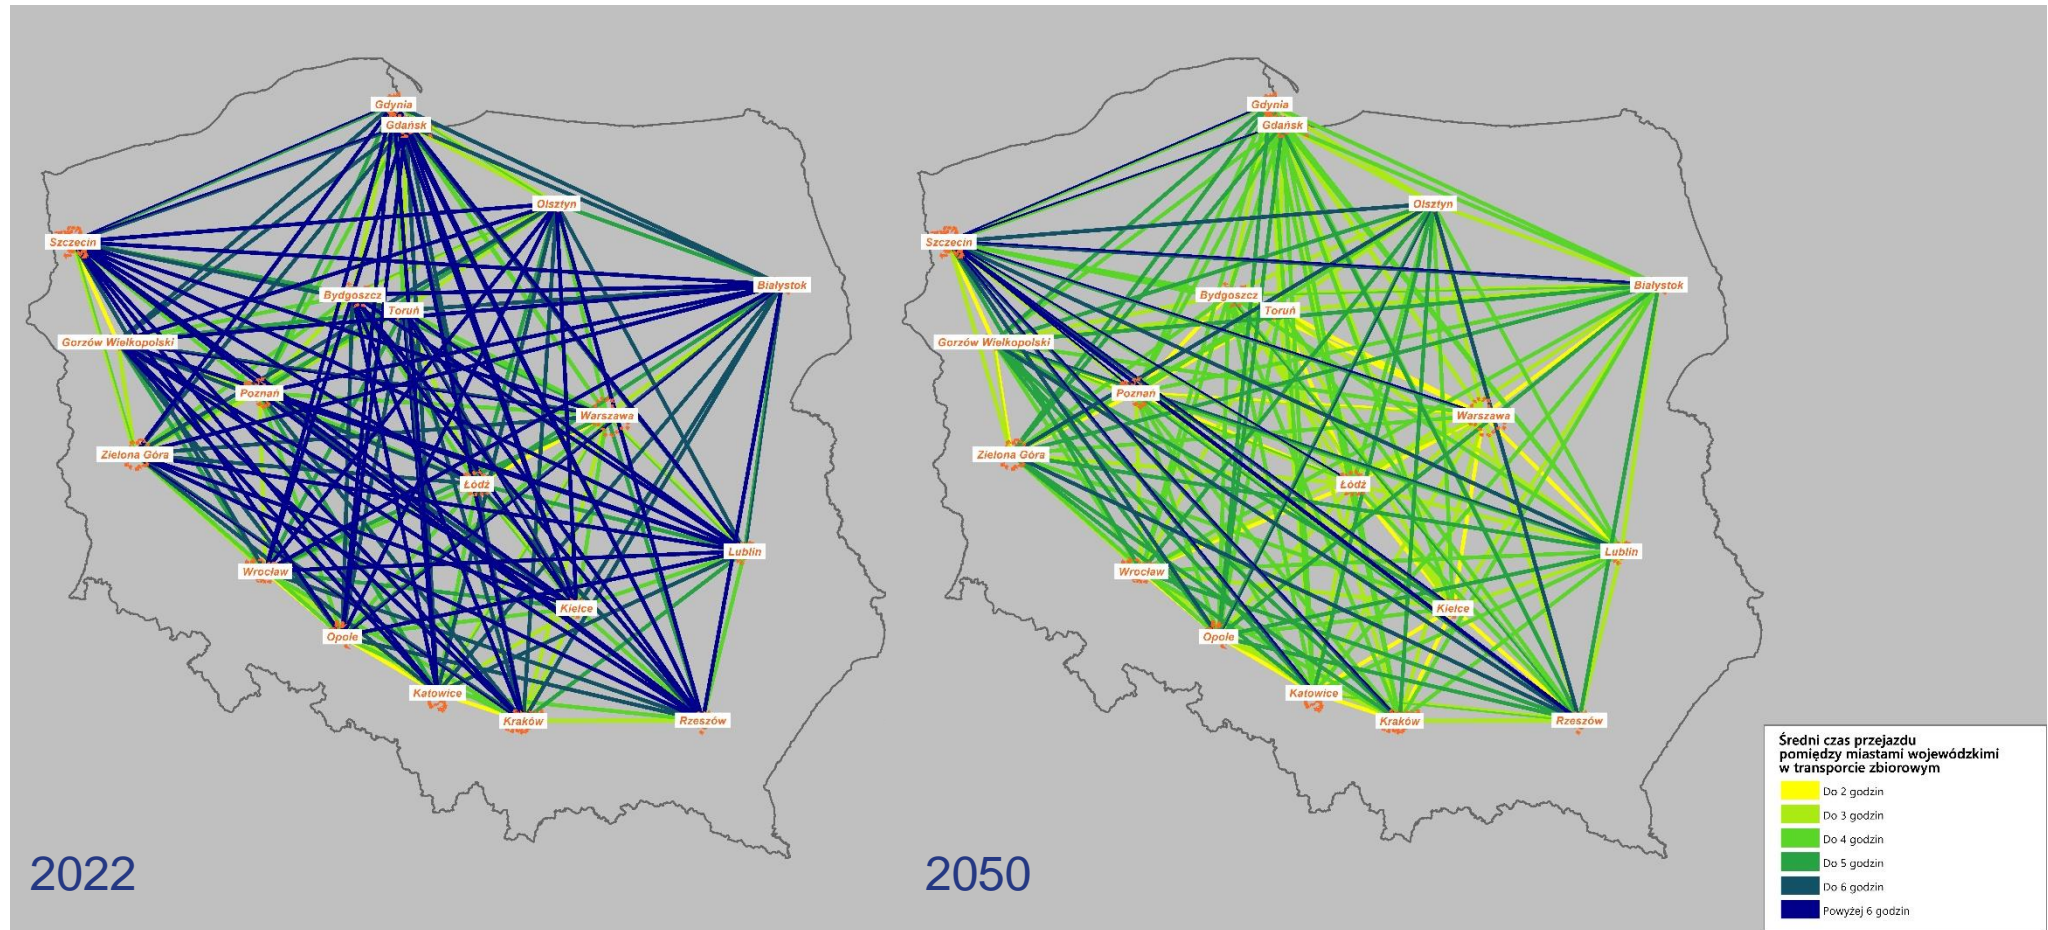 Gdynia
Gdańsk
Olsztyn
Szczecin
Białystok
Bydgoszcz
Toruń
Gorzów Wielkopolski
Poznań
Warszawa
Zielona Góra
Łódź
Lublin
Wrocław
Kielce
Opole
Katowice
Kraków
Rzeszów
2022
Gdynia
Gdańsk
Olsztyn
Szczecin
Białystok
Bydgoszcz
Toruń
Gorzów Wielkopolski
Poznań
Warszawa
Zielona Góra
Łódź
Lublin
Wrocław
Kielce
Opole
Katowice
Kraków
Rzeszów
2050
Średni czas przejazdu
pomiędzy miastami wojewódzkimi
w transporcie zbiorowym
Do 2 godzin
Do 3 godzin
Do 4 godzin
Do 5 godzin
Do 6 godzin
Powyżej 6 godzin